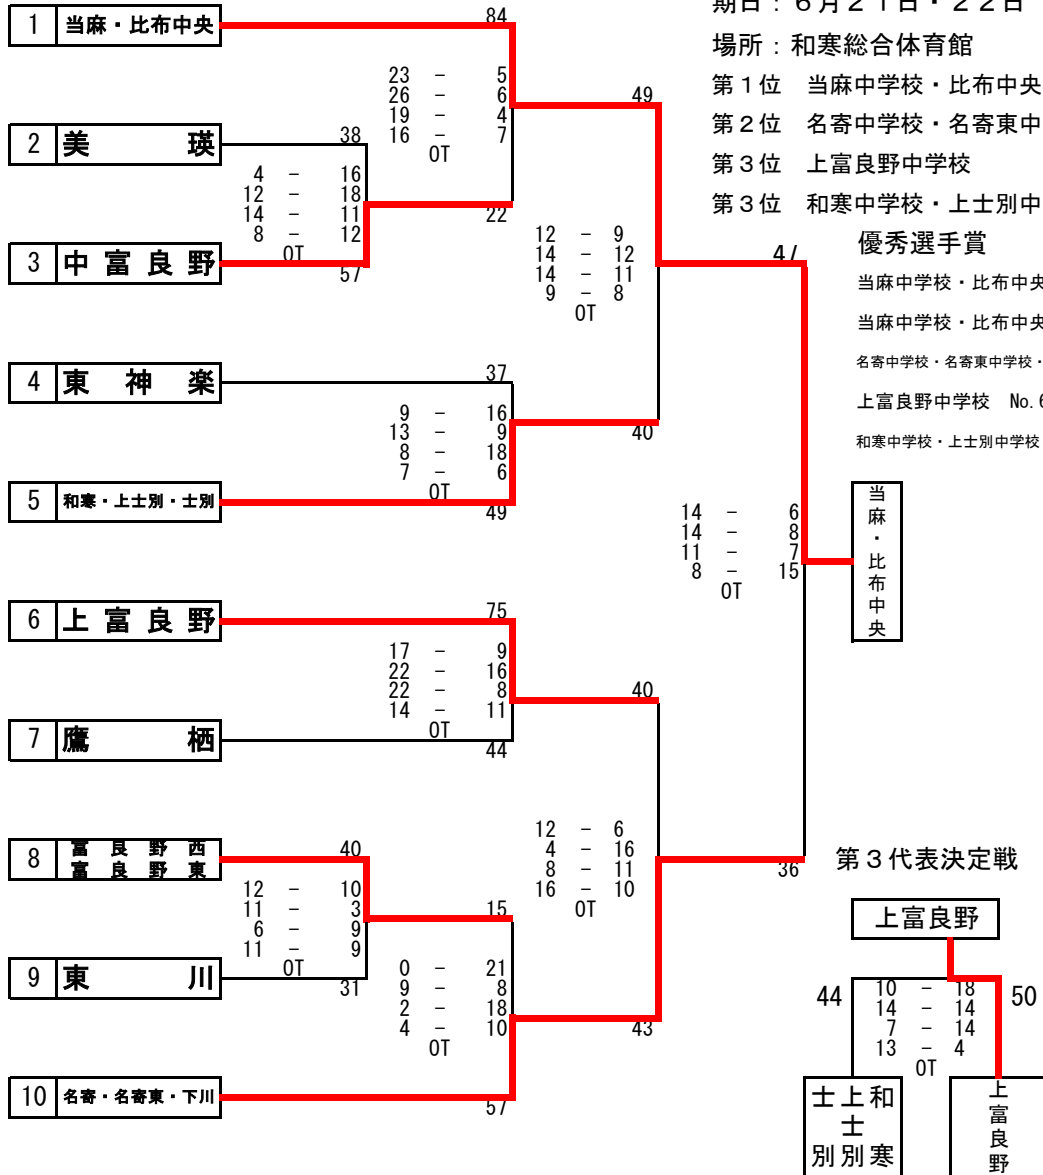 期日：６月２１日・２２日
場所：和寒総合体育館
第１位　当麻中学校・比布中央
第２位　名寄中学校・名寄東中
第３位　上富良野中学校
第３位　和寒中学校・上士別中
優秀選手賞
当麻中学校・比布中央
当麻中学校・比布中央
名寄中学校・名寄東中学校・
上富良野中学校　No.6
和寒中学校・上士別中学校
1 当麻・比布中央
84
23 - 5
26 - 6
19 - 4
16 - 7
OT
22
2 美瑛
38
4 - 16
12 - 18
14 - 11
8 - 12
OT
57
3 中富良野
49
12 - 9
14 - 12
14 - 11
9 - 8
OT
40
4 東神楽
37
9 - 16
13 - 9
8 - 18
7 - 6
OT
49
5 和寒・上士別・士別
47
14 - 6
14 - 8
11 - 7
8 - 15
OT
36
当麻・比布中央
6 上富良野
75
17 - 9
22 - 16
22 - 8
14 - 11
OT
44
7 鷹栖
40
12 - 6
4 - 16
8 - 11
16 - 10
OT
43
8 富良野西
富良野東
40
12 - 10
11 - 3
6 - 9
11 - 9
OT
31
9 東川
15
0 - 21
9 - 8
2 - 18
4 - 10
OT
57
10 名寄・名寄東・下川
第３代表決定戦
上富良野
44
10 - 18
14 - 14
7 - 14
13 - 4
OT
50
和寒
上士別
士別
上富良野